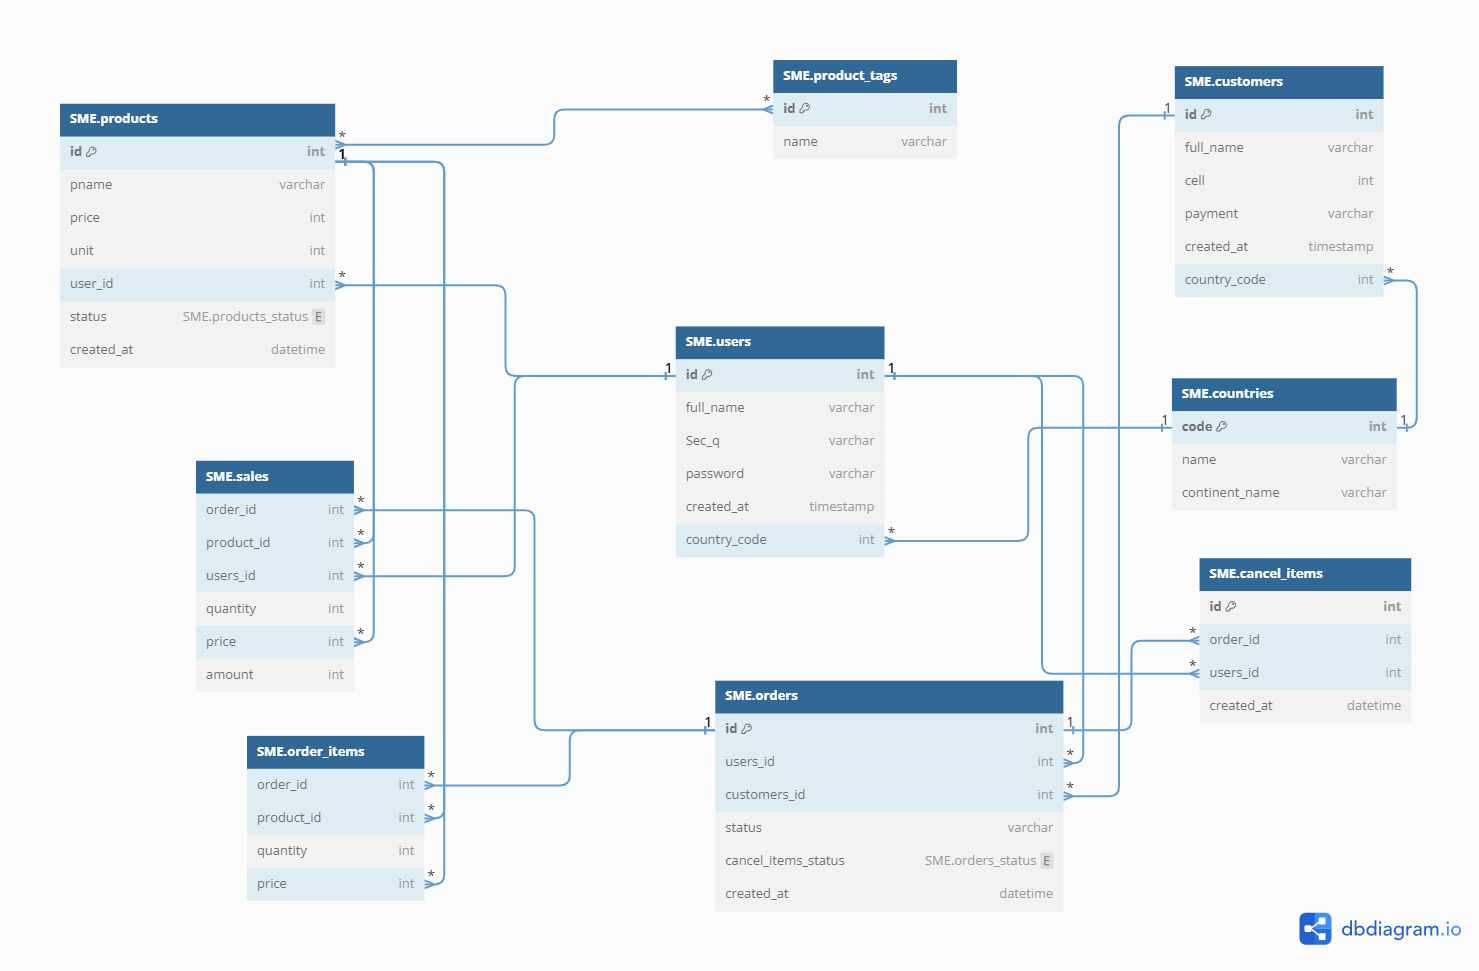 SME.products
id int
pname varchar
price int
unit int
user_id int
status SME.products_status E
created_at datetime
* 1 *
SME.product_tags
id int
name varchar
*
SME.customers
id int
full_name varchar
cell int
payment varchar
created_at timestamp
country_code int
1 *
SME.users
id int
full_name varchar
Sec_q varchar
password varchar
created_at timestamp
country_code int
1 1 *
SME.countries
code int
name varchar
continent_name varchar
1 1
SME.sales
order_id int
product_id int
users_id int
quantity int
price int
amount int
* * * *
SME.cancel_items
id int
order_id int
users_id int
created_at datetime
* *
SME.order_items
order_id int
product_id int
quantity int
price int
* * *
SME.orders
id int
users_id int
customers_id int
status varchar
cancel_items_status SME.orders_status E
created_at datetime
1 1 * *
dbdiagram.io